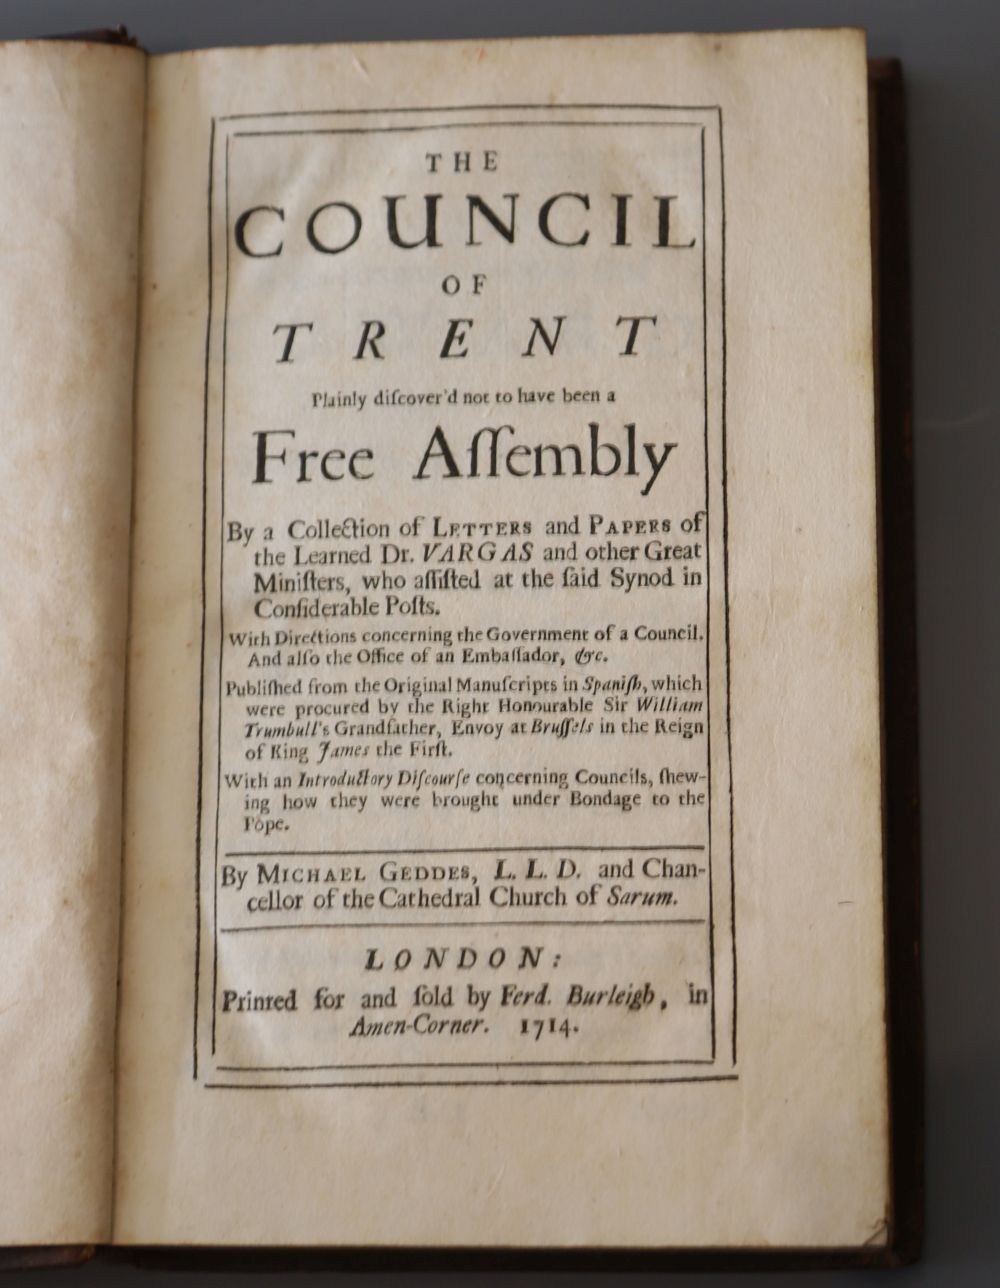 THE
COUNCIL
OF
TRENT
Plainly diſcover'd not to have been a
Free Aſſembly
By a Collection of LETTERS and PAPERS of
the Learned Dr. VARGAS and other Great
Miniſters, who aſſiſted at the ſaid Synod in
Conſiderable Poſts.
With Directions concerning the Government of a Council.
And alſo the Office of an Embaſſador, &c.
Publiſhed from the Original Manuſcripts in Spaniſh, which
were procured by the Right Honourable Sir William
Trumbull's Grandfather, Envoy at Bruſſels in the Reign
of King James the Firſt.
With an Introductory Diſcourſe concerning Councils, ſhew-
ing how they were brought under Bondage to the
Pope.
By MICHAEL GEDDES, L. L. D. and Chan-
cellor of the Cathedral Church of Sarum.
LONDON:
Printed for and ſold by Ferd. Burleigh, in
Amen-Corner. 1714.